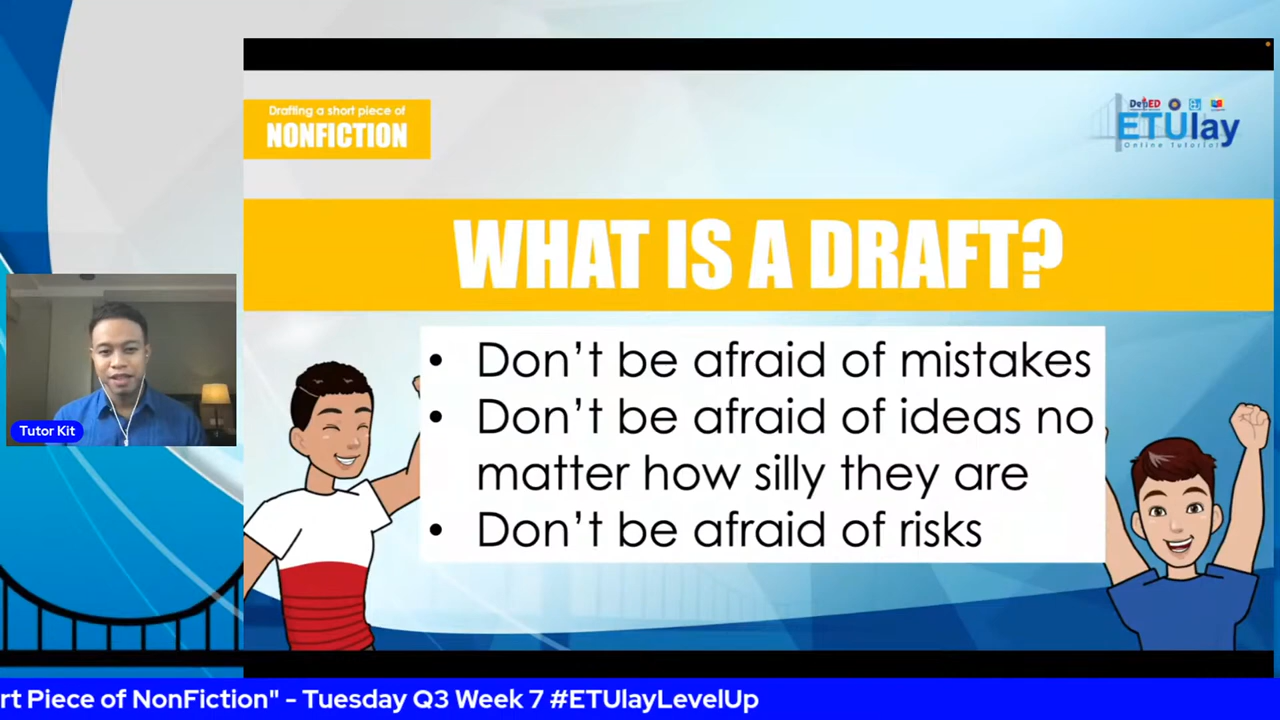 Drafting a short piece of
NONFICTION
DepED
ETUlay
Online Tutorial
WHAT IS A DRAFT?
• Don't be afraid of mistakes
• Don't be afraid of ideas no
matter how silly they are
• Don't be afraid of risks
Tutor Kit
rt Piece of NonFiction" - Tuesday Q3 Week 7 #ETUlayLevelUp